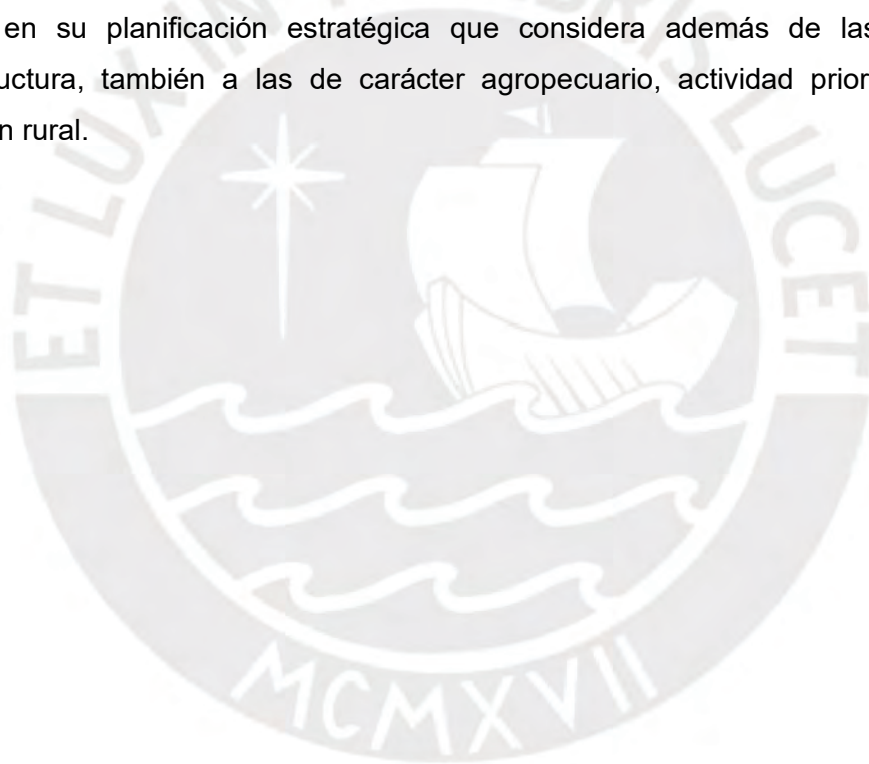 en su planificación estratégica que considera además de las
uctura, también a las de carácter agropecuario, actividad prior
n rural.
ET LUX IN
LUCET
MCMXVII